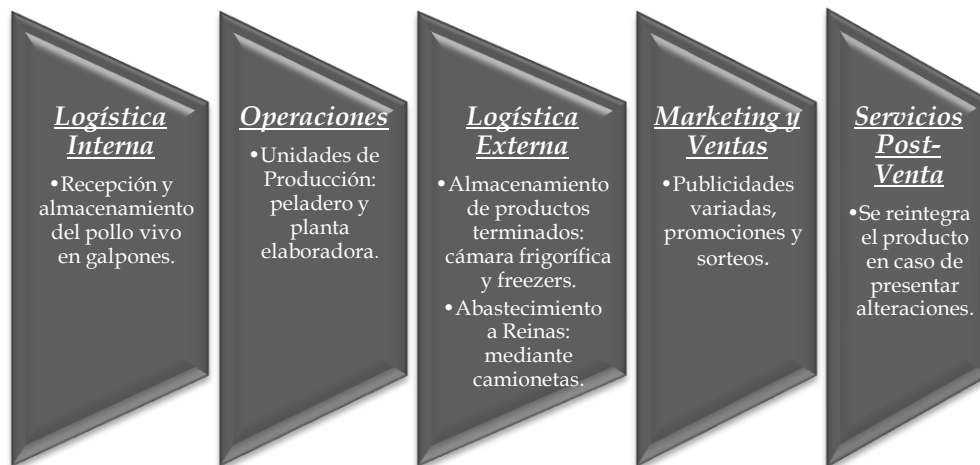 Logística
Interna
•Recepción y
almacenamiento
del pollo vivo
en galpones.
Operaciones
•Unidades de
Producción:
peladero y
planta
elaboradora.
Logística
Externa
•Almacenamiento
de productos
terminados:
cámara frigorífica
y freezers.
•Abastecimiento
a Reinas:
mediante
camionetas.
Marketing y
Ventas
•Publicidades
variadas,
promociones y
sorteos.
Servicios
Post-
Venta
•Se reintegra
el producto
en caso de
presentar
alteraciones.